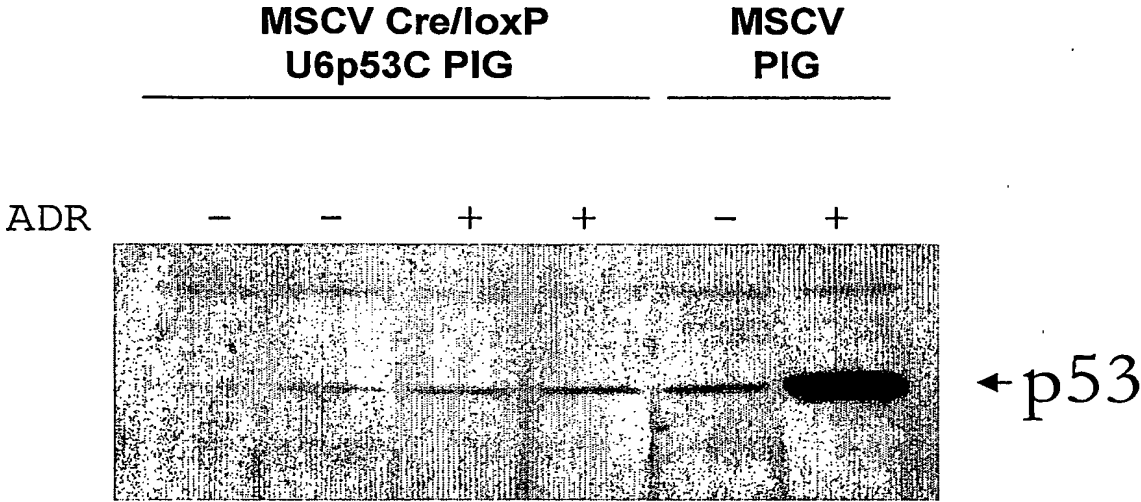 MSCV Cre/loxP
U6p53C PIG
MSCV
PIG
ADR - - + + - +
←p53